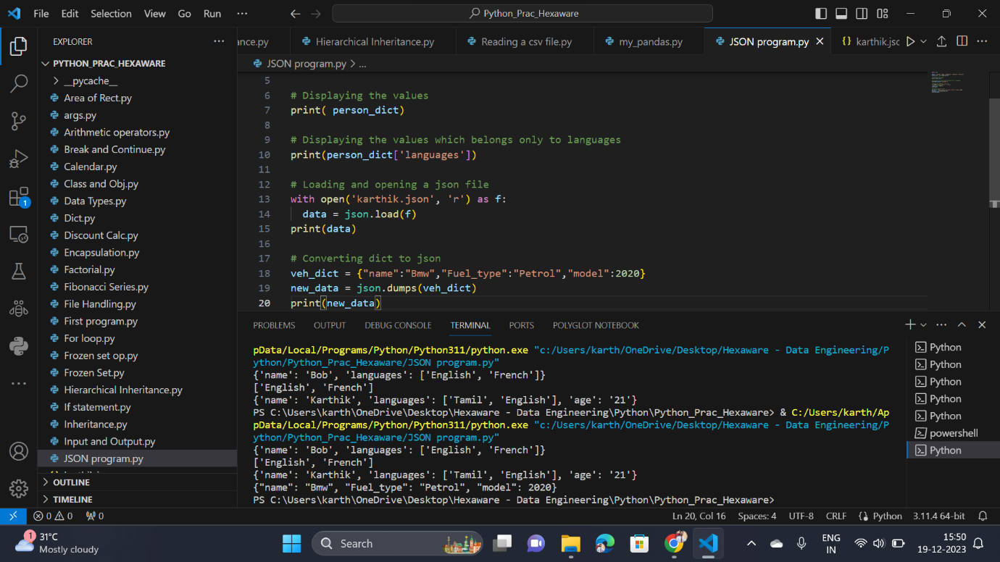 File Edit Selection View Go Run ···
Python_Prac_Hexaware
EXPLORER
PYTHON_PRAC_HEXAWARE
__pycache__
Area of Rect.py
args.py
Arithmetic operators.py
Break and Continue.py
Calendar.py
Class and Obj.py
Data Types.py
Dict.py
Discount Calc.py
Encapsulation.py
Factorial.py
Fibonacci Series.py
File Handling.py
First program.py
For loop.py
Frozen set op.py
Frozen Set.py
Hierarchical Inheritance.py
If statement.py
Inheritance.py
Input and Output.py
JSON program.py
OUTLINE
TIMELINE
1
ance.py Hierarchical Inheritance.py Reading a csv file.py my_pandas.py JSON program.py {} karthik.jsc
JSON program.py > ...
5
6 # Displaying the values
7 print( person_dict)
8
9 # Displaying the values which belongs only to languages
10 print(person_dict['languages'])
11
12 # Loading and opening a json file
13 with open('karthik.json', 'r') as f:
14 data = json.load(f)
15 print(data)
16
17 # Converting dict to json
18 veh_dict = {"name":"Bmw","Fuel_type":"Petrol","model":2020}
19 new_data = json.dumps(veh_dict)
20 print(new_data)
PROBLEMS OUTPUT DEBUG CONSOLE TERMINAL PORTS POLYGLOT NOTEBOOK
pData/Local/Programs/Python/Python311/python.exe "c:/Users/karth/OneDrive/Desktop/Hexaware - Data Engineering/P
ython/Python_Prac_Hexaware/JSON program.py"
{'name': 'Bob', 'languages': ['English', 'French']}
['English', 'French']
{'name': 'Karthik', 'languages': ['Tamil', 'English'], 'age': '21'}
PS C:\Users\karth\OneDrive\Desktop\Hexaware - Data Engineering\Python\Python_Prac_Hexaware> & C:/Users/karth/Ap
pData/Local/Programs/Python/Python311/python.exe "c:/Users/karth/OneDrive/Desktop/Hexaware - Data Engineering/P
ython/Python_Prac_Hexaware/JSON program.py"
{'name': 'Bob', 'languages': ['English', 'French']}
['English', 'French']
{'name': 'Karthik', 'languages': ['Tamil', 'English'], 'age': '21'}
{"name": "Bmw", "Fuel_type": "Petrol", "model": 2020}
PS C:\Users\karth\OneDrive\Desktop\Hexaware - Data Engineering\Python\Python_Prac_Hexaware>
Python
Python
Python
Python
Python
powershell
Python
0 0 0 Ln 20, Col 16 Spaces: 4 UTF-8 CRLF Python 3.11.4 64-bit
1
31°C
Mostly cloudy
Search
ENG
IN
15:50
19-12-2023